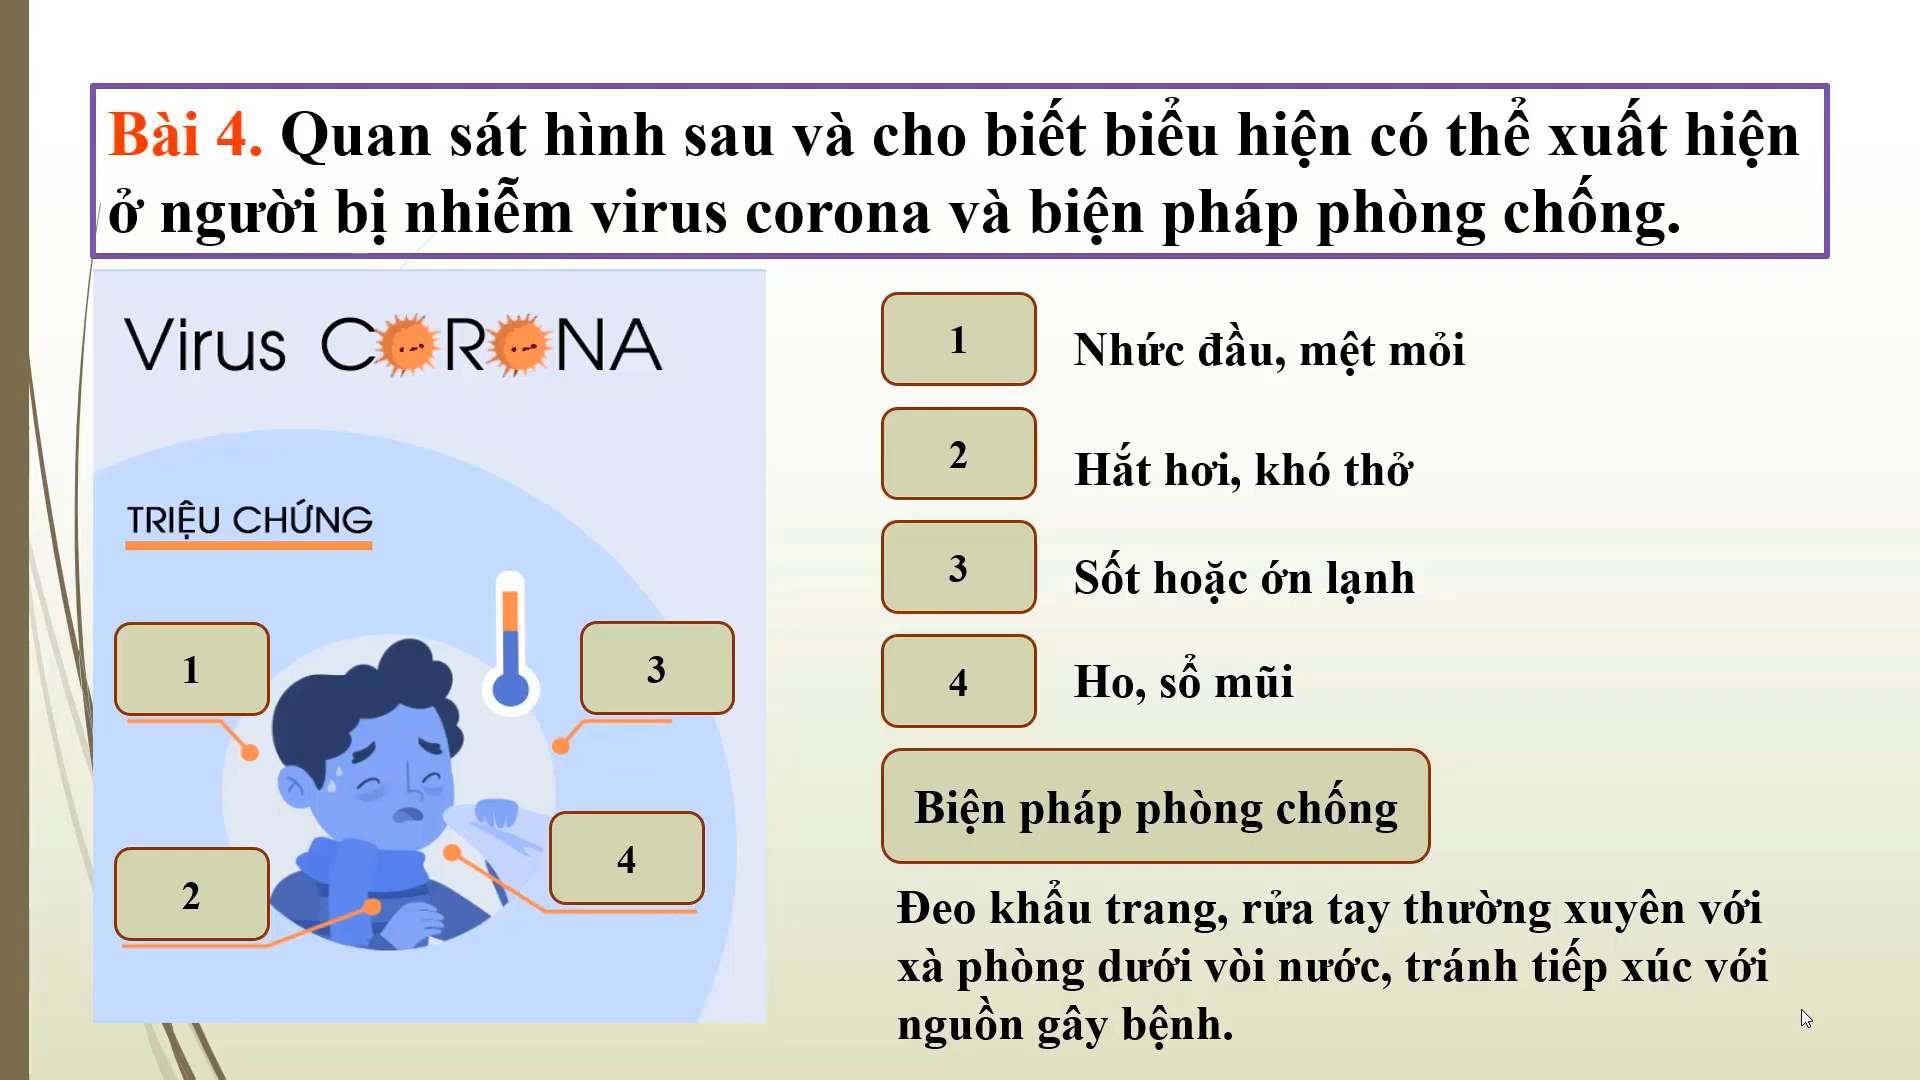 Bài 4. Quan sát hình sau và cho biết biểu hiện có thể xuất hiện
ở người bị nhiễm virus corona và biện pháp phòng chống.
Virus CORONA
TRIỆU CHỨNG
1
3
2
4
1
Nhức đầu, mệt mỏi
2
Hắt hơi, khó thở
3
Sốt hoặc ớn lạnh
4
Ho, sổ mũi
Biện pháp phòng chống
Đeo khẩu trang, rửa tay thường xuyên với
xà phòng dưới vòi nước, tránh tiếp xúc với
nguồn gây bệnh.